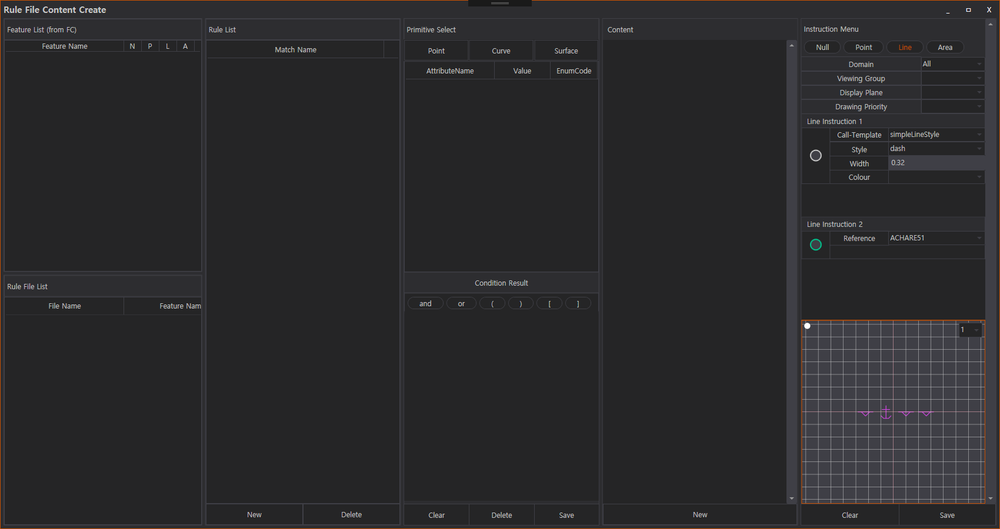 Rule File Content Create
Feature List (from FC)
Feature Name N P L A
Rule File List
File Name Feature Nam
Rule List
Match Name
New Delete
Primitive Select
Point Curve Surface
AttributeName Value EnumCode
Condition Result
and or ( ) [ ]
Clear Delete Save
Content
New
Instruction Menu
Null Point Line Area
Domain All
Viewing Group
Display Plane
Drawing Priority
Line Instruction 1
Call-Template simpleLineStyle
Style dash
Width 0.32
Colour
Line Instruction 2
Reference ACHARE51
1
Clear Save